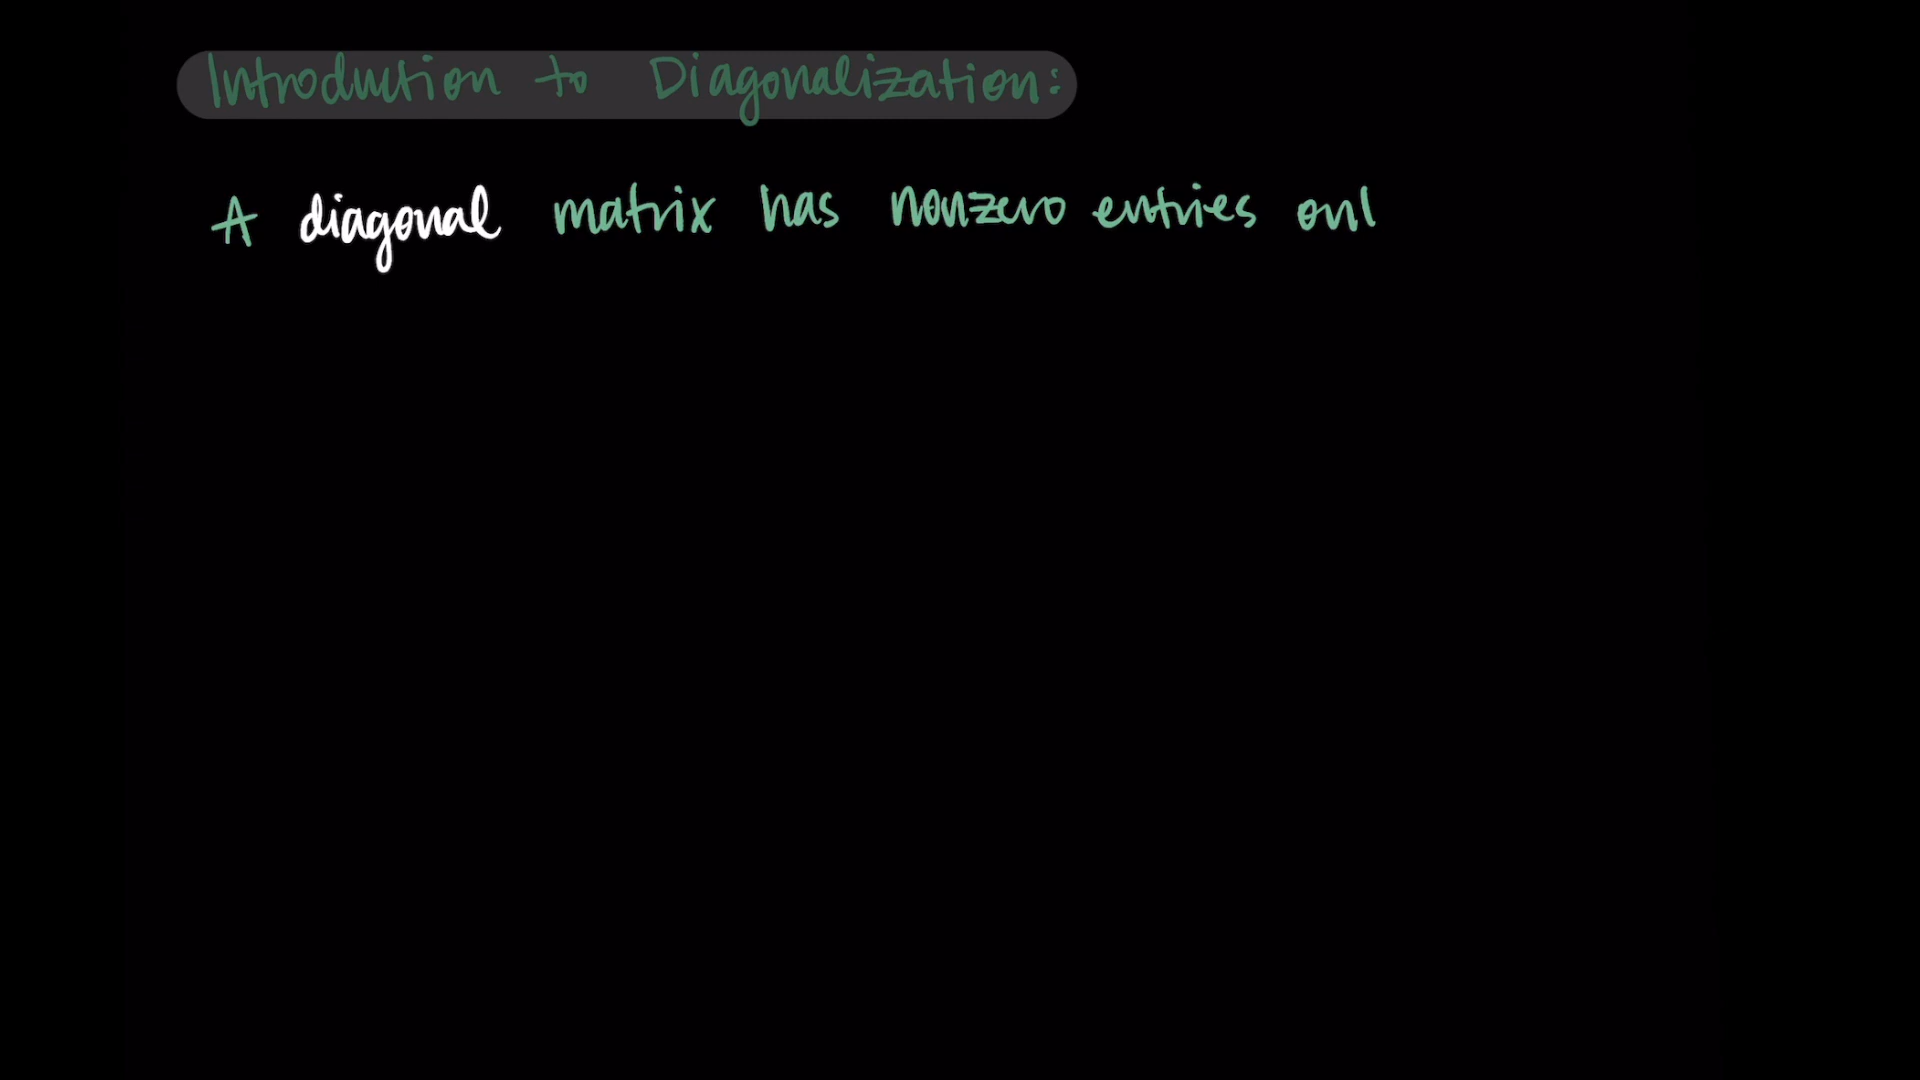 Introduction to Diagonalization:
A diagonal matrix has nonzero entries onl